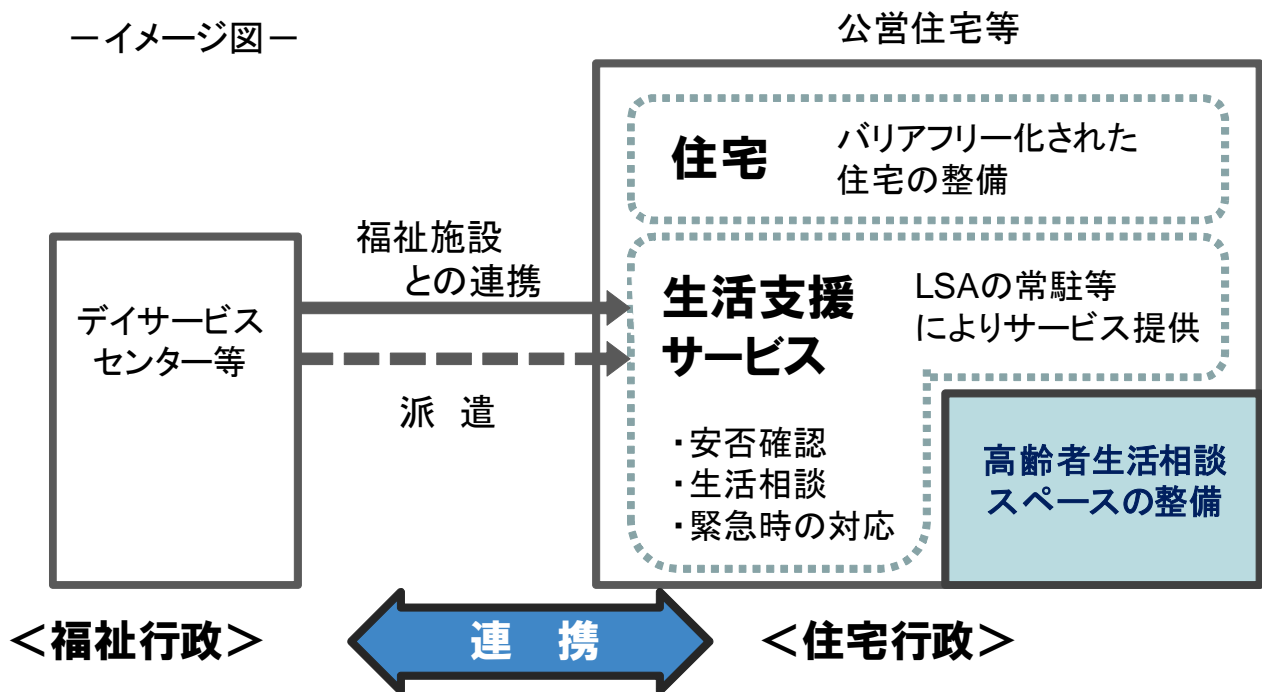 －イメージ図－
公営住宅等
住宅
バリアフリー化された
住宅の整備
福祉施設
との連携
デイサービス
センター等
派 遣
生活支援
サービス
LSAの常駐等
によりサービス提供
・安否確認
・生活相談
・緊急時の対応
高齢者生活相談
スペースの整備
＜福祉行政＞
連 携
＜住宅行政＞